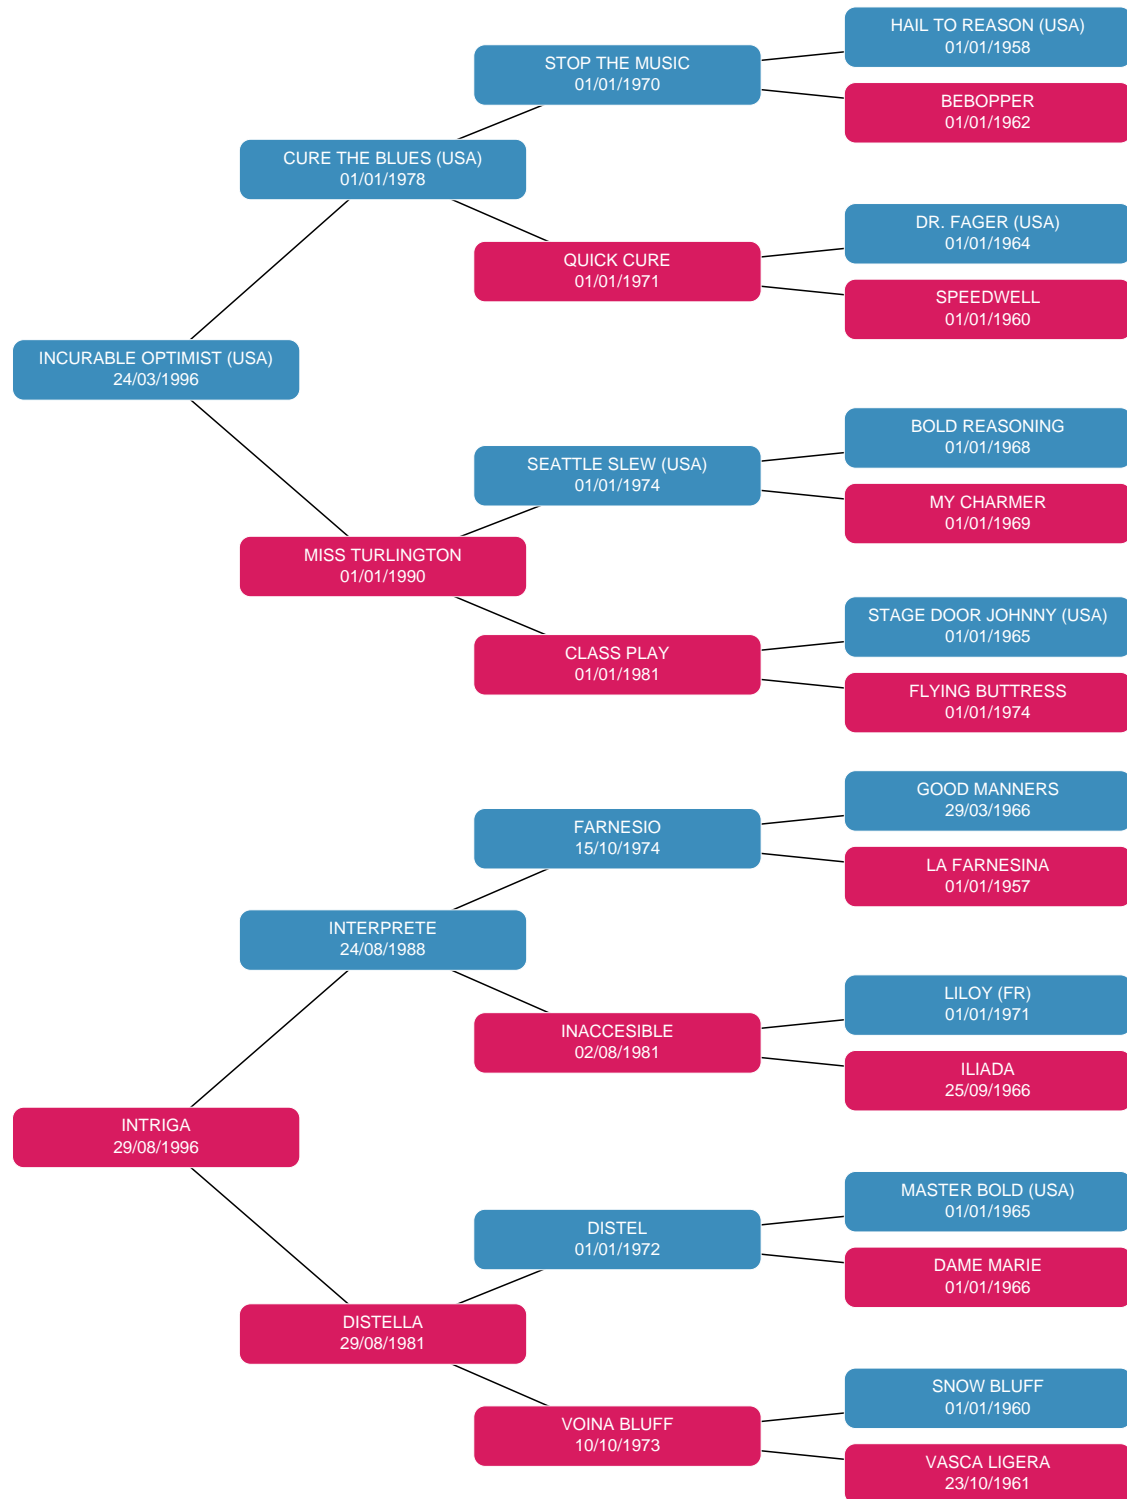 HAIL TO REASON (USA)
01/01/1958
STOP THE MUSIC
01/01/1970
BEBOPPER
01/01/1962
CURE THE BLUES (USA)
01/01/1978
DR. FAGER (USA)
01/01/1964
QUICK CURE
01/01/1971
SPEEDWELL
01/01/1960
INCURABLE OPTIMIST (USA)
24/03/1996
BOLD REASONING
01/01/1968
SEATTLE SLEW (USA)
01/01/1974
MY CHARMER
01/01/1969
MISS TURLINGTON
01/01/1990
STAGE DOOR JOHNNY (USA)
01/01/1965
CLASS PLAY
01/01/1981
FLYING BUTTRESS
01/01/1974
GOOD MANNERS
29/03/1966
FARNESIO
15/10/1974
LA FARNESINA
01/01/1957
INTERPRETE
24/08/1988
LILOY (FR)
01/01/1971
INACCESIBLE
02/08/1981
ILIADA
25/09/1966
INTRIGA
29/08/1996
MASTER BOLD (USA)
01/01/1965
DISTEL
01/01/1972
DAME MARIE
01/01/1966
DISTELLA
29/08/1981
SNOW BLUFF
01/01/1960
VOINA BLUFF
10/10/1973
VASCA LIGERA
23/10/1961